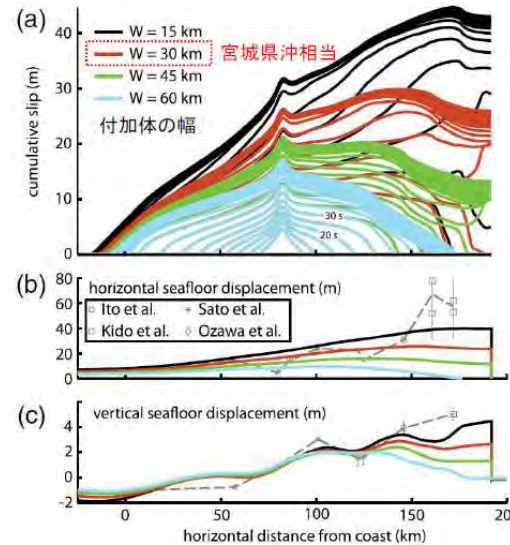 (a)
W = 15 km
W = 30 km
宮城県沖相当
W = 45 km
W = 60 km
付加体の幅
cumulative slip (m)
40
30
20
10
0
30 s
20 s
(b)
horizontal seafloor displacement (m)
Ito et al.
Sato et al.
Kido et al.
Ozawa et al.
80
60
40
20
0
(c)
vertical seafloor displacement (m)
4
2
0
-2
0
50
100
150
20
horizontal distance from coast (km)